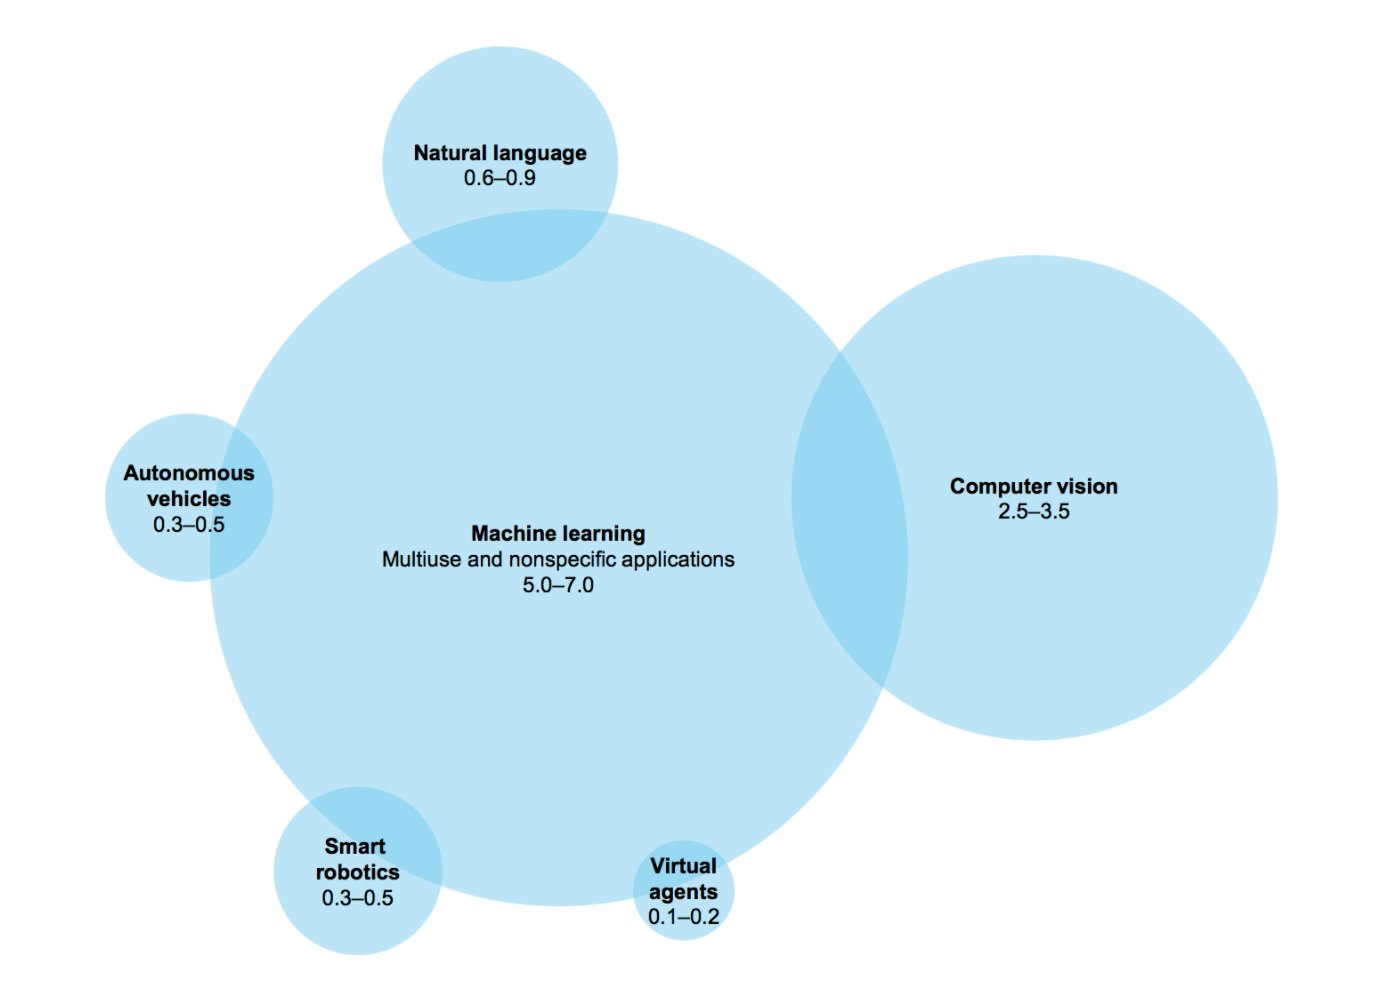 Natural language
0.6–0.9
Autonomous
vehicles
0.3–0.5
Machine learning
Multiuse and nonspecific applications
5.0–7.0
Computer vision
2.5–3.5
Smart
robotics
0.3–0.5
Virtual
agents
0.1–0.2